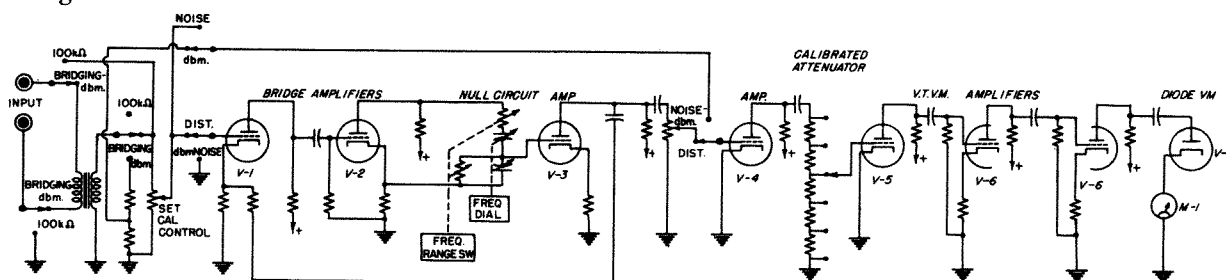 NOISE
100kΩ
dbm.
BRIDGING-
dbm.
INPUT
100kΩ
BRIDGING
dbm
DIST.
dbm NOISE
BRIDGING
dbm.
100kΩ
SET
CAL
CONTROL
BRIDGE AMPLIFIERS
V-1
V-2
NULL CIRCUIT
FREQ.
DIAL
FREQ.
RANGE SW
AMP
V-3
NOISE-
dbm.
DIST.
AMP.
V-4
CALIBRATED
ATTENUATOR
V-5
V.T.V.M. AMPLIFIERS
V-6
V-6
DIODE VM
M-1
+
+
+
+
+
+
+
+